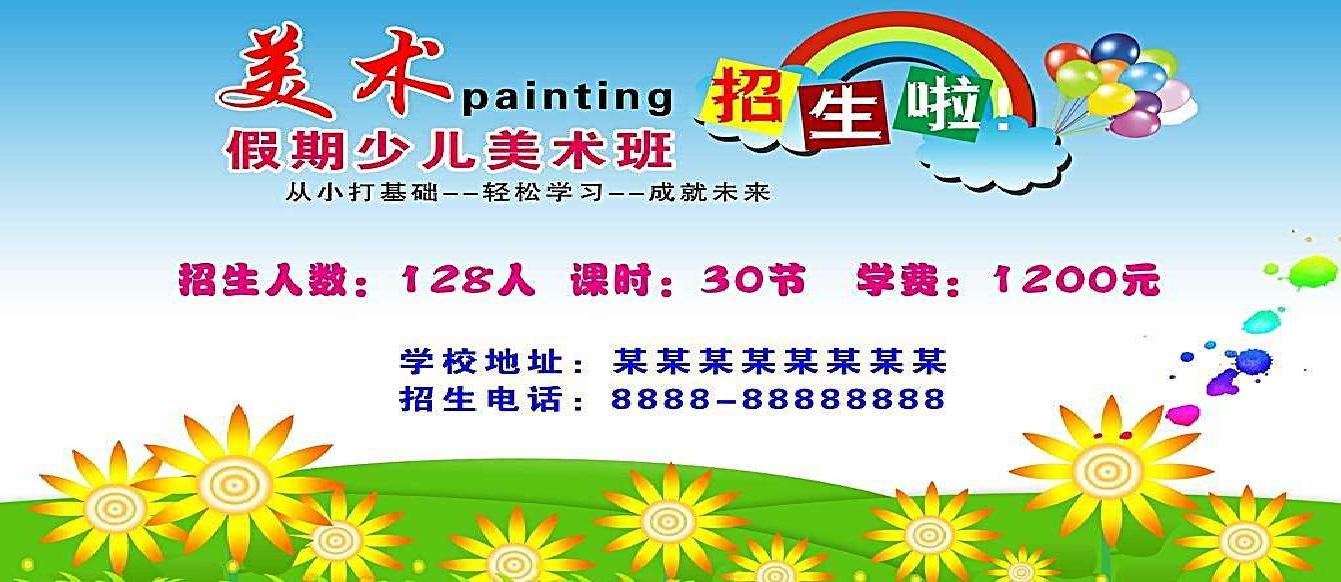 美术painting
招生啦!
假期少儿美术班
从小打基础--轻松学习--成就未来
招生人数：128人 课时：30节 学费：1200元
学校地址：某某某某某某某某
招生电话：8888-88888888